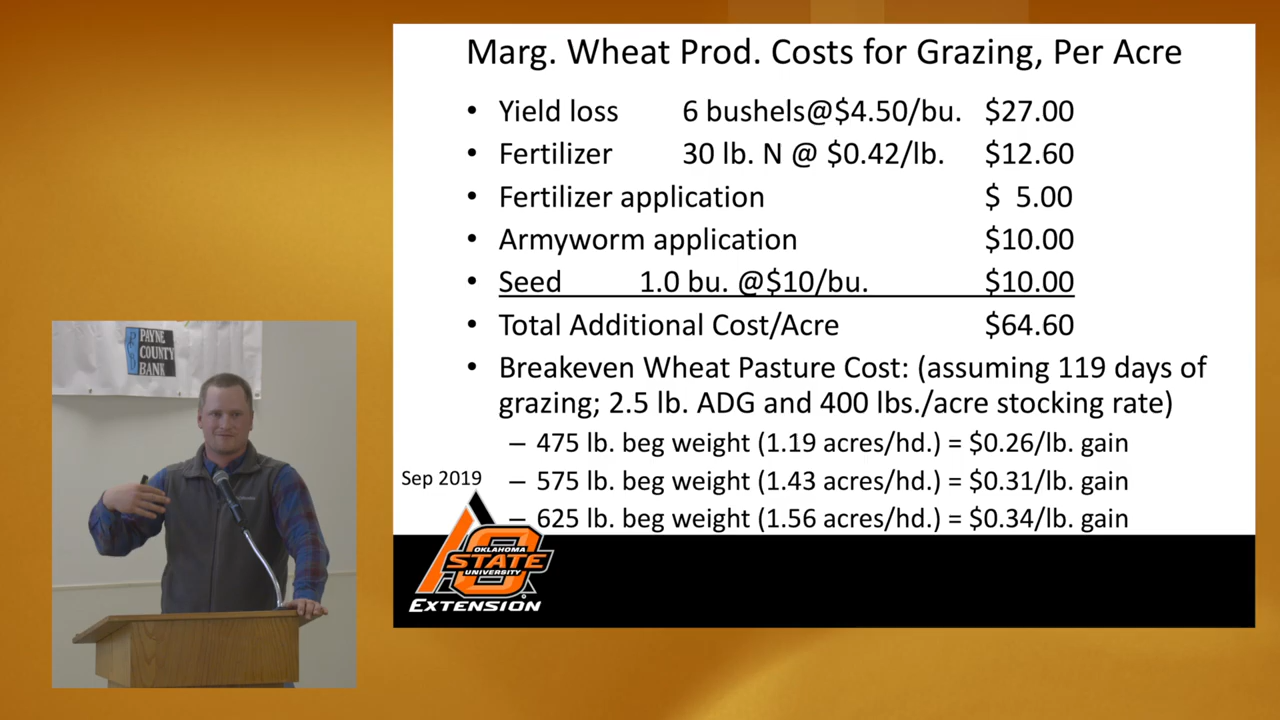 Marg. Wheat Prod. Costs for Grazing, Per Acre
• Yield loss 6 bushels@$4.50/bu. $27.00
• Fertilizer 30 lb. N @ $0.42/lb. $12.60
• Fertilizer application $ 5.00
• Armyworm application $10.00
• Seed 1.0 bu. @$10/bu. $10.00
• Total Additional Cost/Acre $64.60
• Breakeven Wheat Pasture Cost: (assuming 119 days of
grazing; 2.5 lb. ADG and 400 lbs./acre stocking rate)
– 475 lb. beg weight (1.19 acres/hd.) = $0.26/lb. gain
– 575 lb. beg weight (1.43 acres/hd.) = $0.31/lb. gain
– 625 lb. beg weight (1.56 acres/hd.) = $0.34/lb. gain
Sep 2019
OKLAHOMA
STATE
UNIVERSITY
EXTENSION
PAYNE
COUNTY
BANK